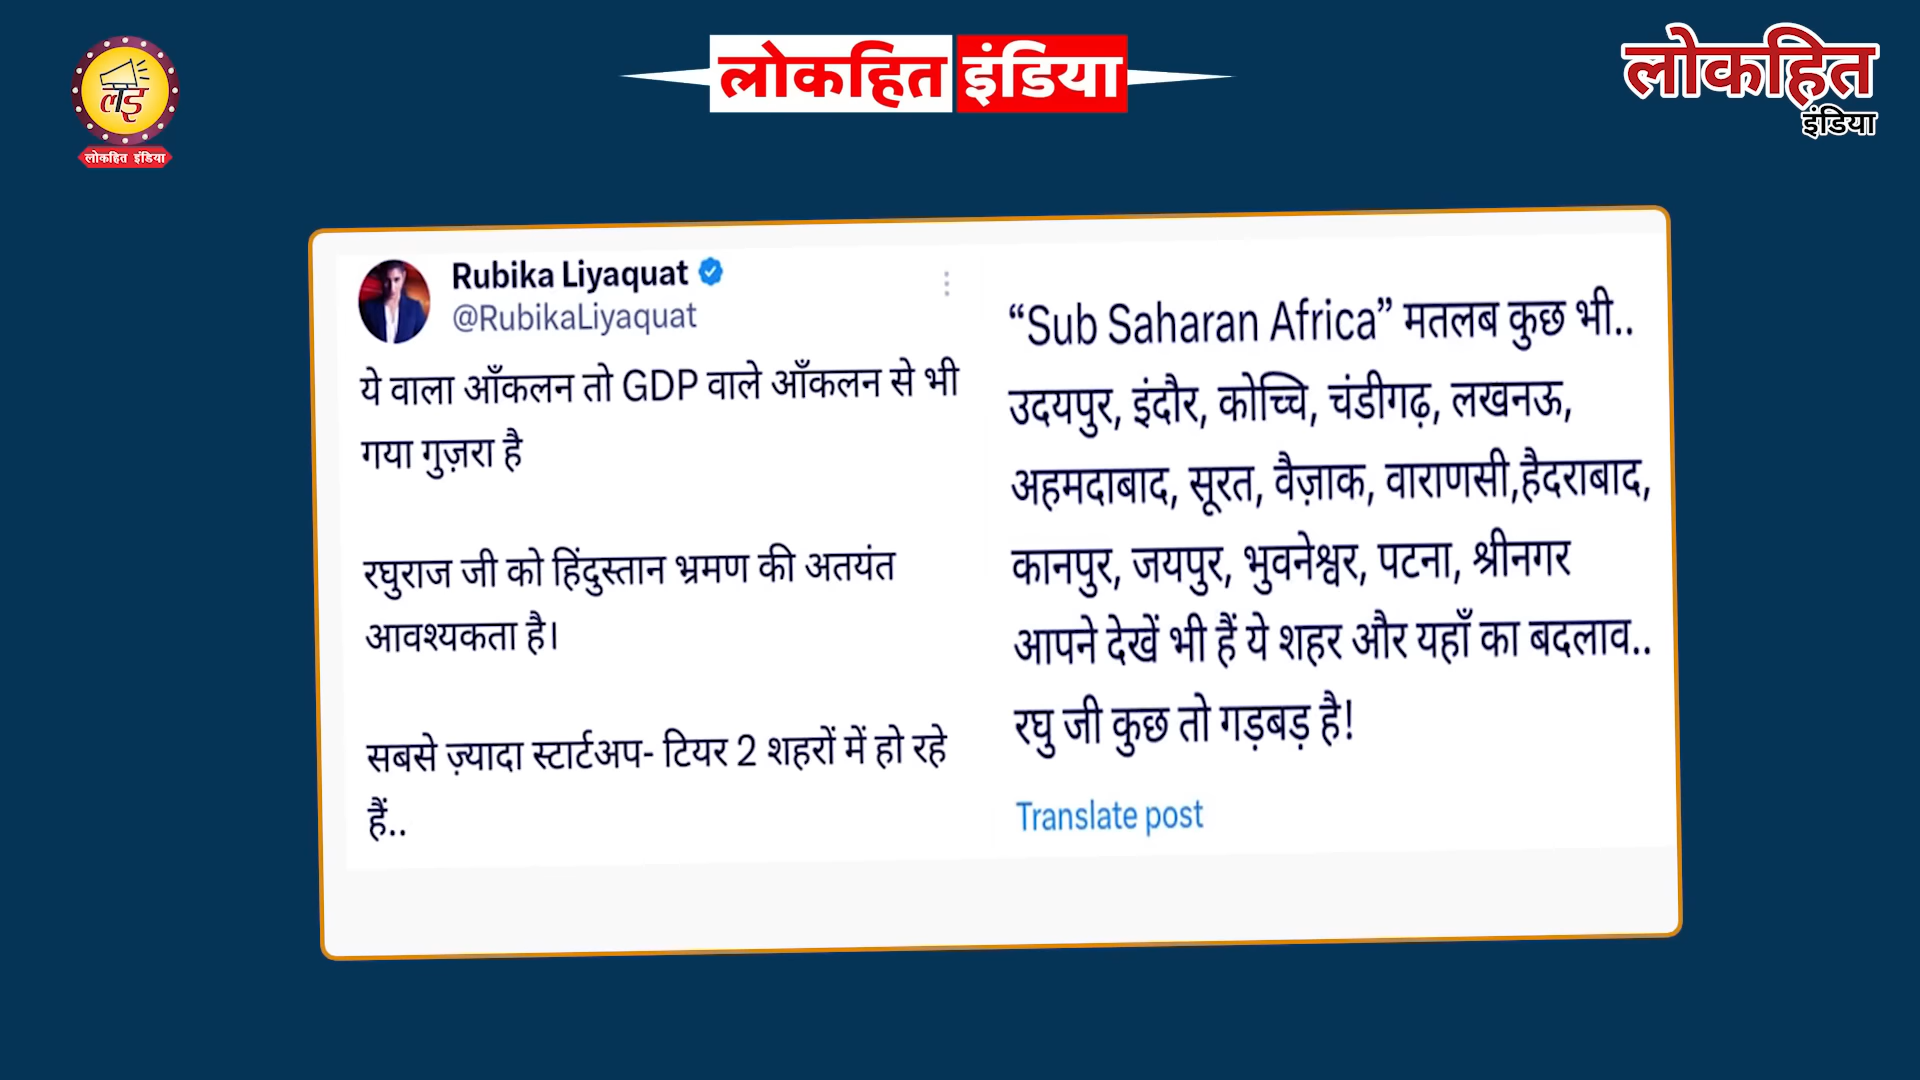 लइ
लोकहित इंडिया
लोकहित इंडिया
लोकहित
इंडिया
Rubika Liyaquat
@RubikaLiyaquat
ये वाला आँकलन तो GDP वाले आँकलन से भी
गया गुज़रा है
रघुराज जी को हिंदुस्तान भ्रमण की अतयंत
आवश्यकता है।
सबसे ज़्यादा स्टार्टअप- टियर 2 शहरों में हो रहे
हैं..
“Sub Saharan Africa” मतलब कुछ भी..
उदयपुर, इंदौर, कोच्चि, चंडीगढ़, लखनऊ,
अहमदाबाद, सूरत, वैज़ाक, वाराणसी,हैदराबाद,
कानपुर, जयपुर, भुवनेश्वर, पटना, श्रीनगर
आपने देखें भी हैं ये शहर और यहाँ का बदलाव..
रघु जी कुछ तो गड़बड़ है!
Translate post